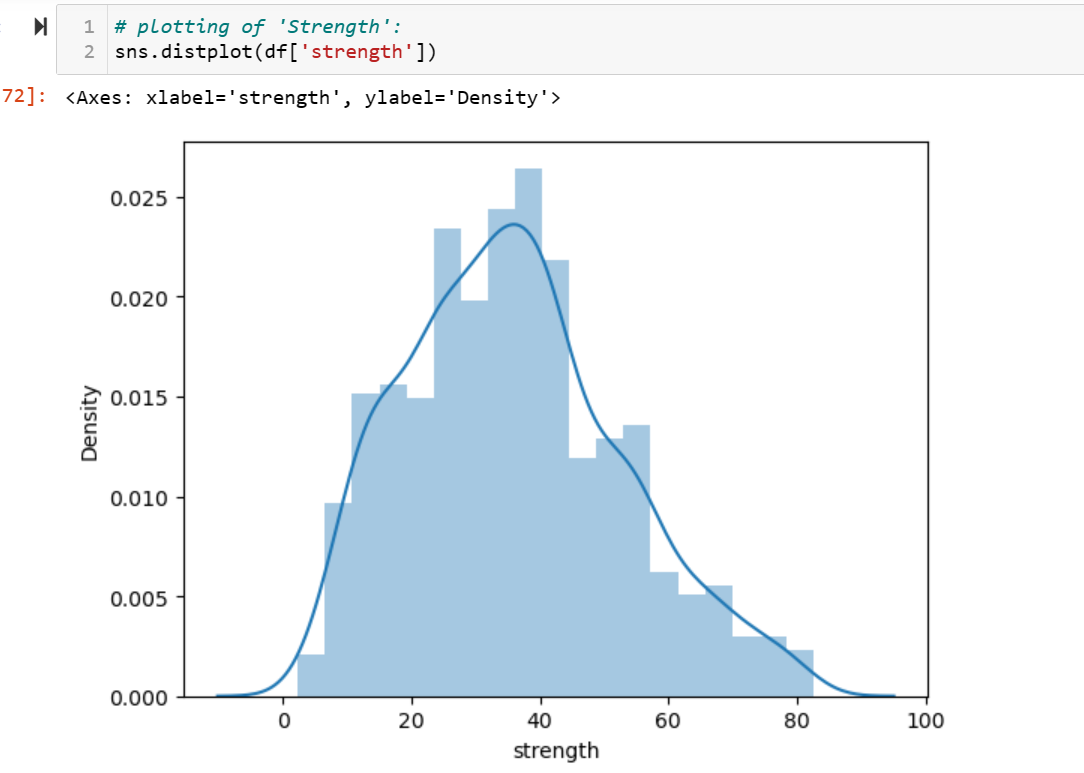 1 # plotting of 'Strength':
2 sns.distplot(df['strength'])
72]: <Axes: xlabel='strength', ylabel='Density'>
0.025
0.020
0.015
0.010
0.005
0.000
Density
0 20 40 60 80 100
strength